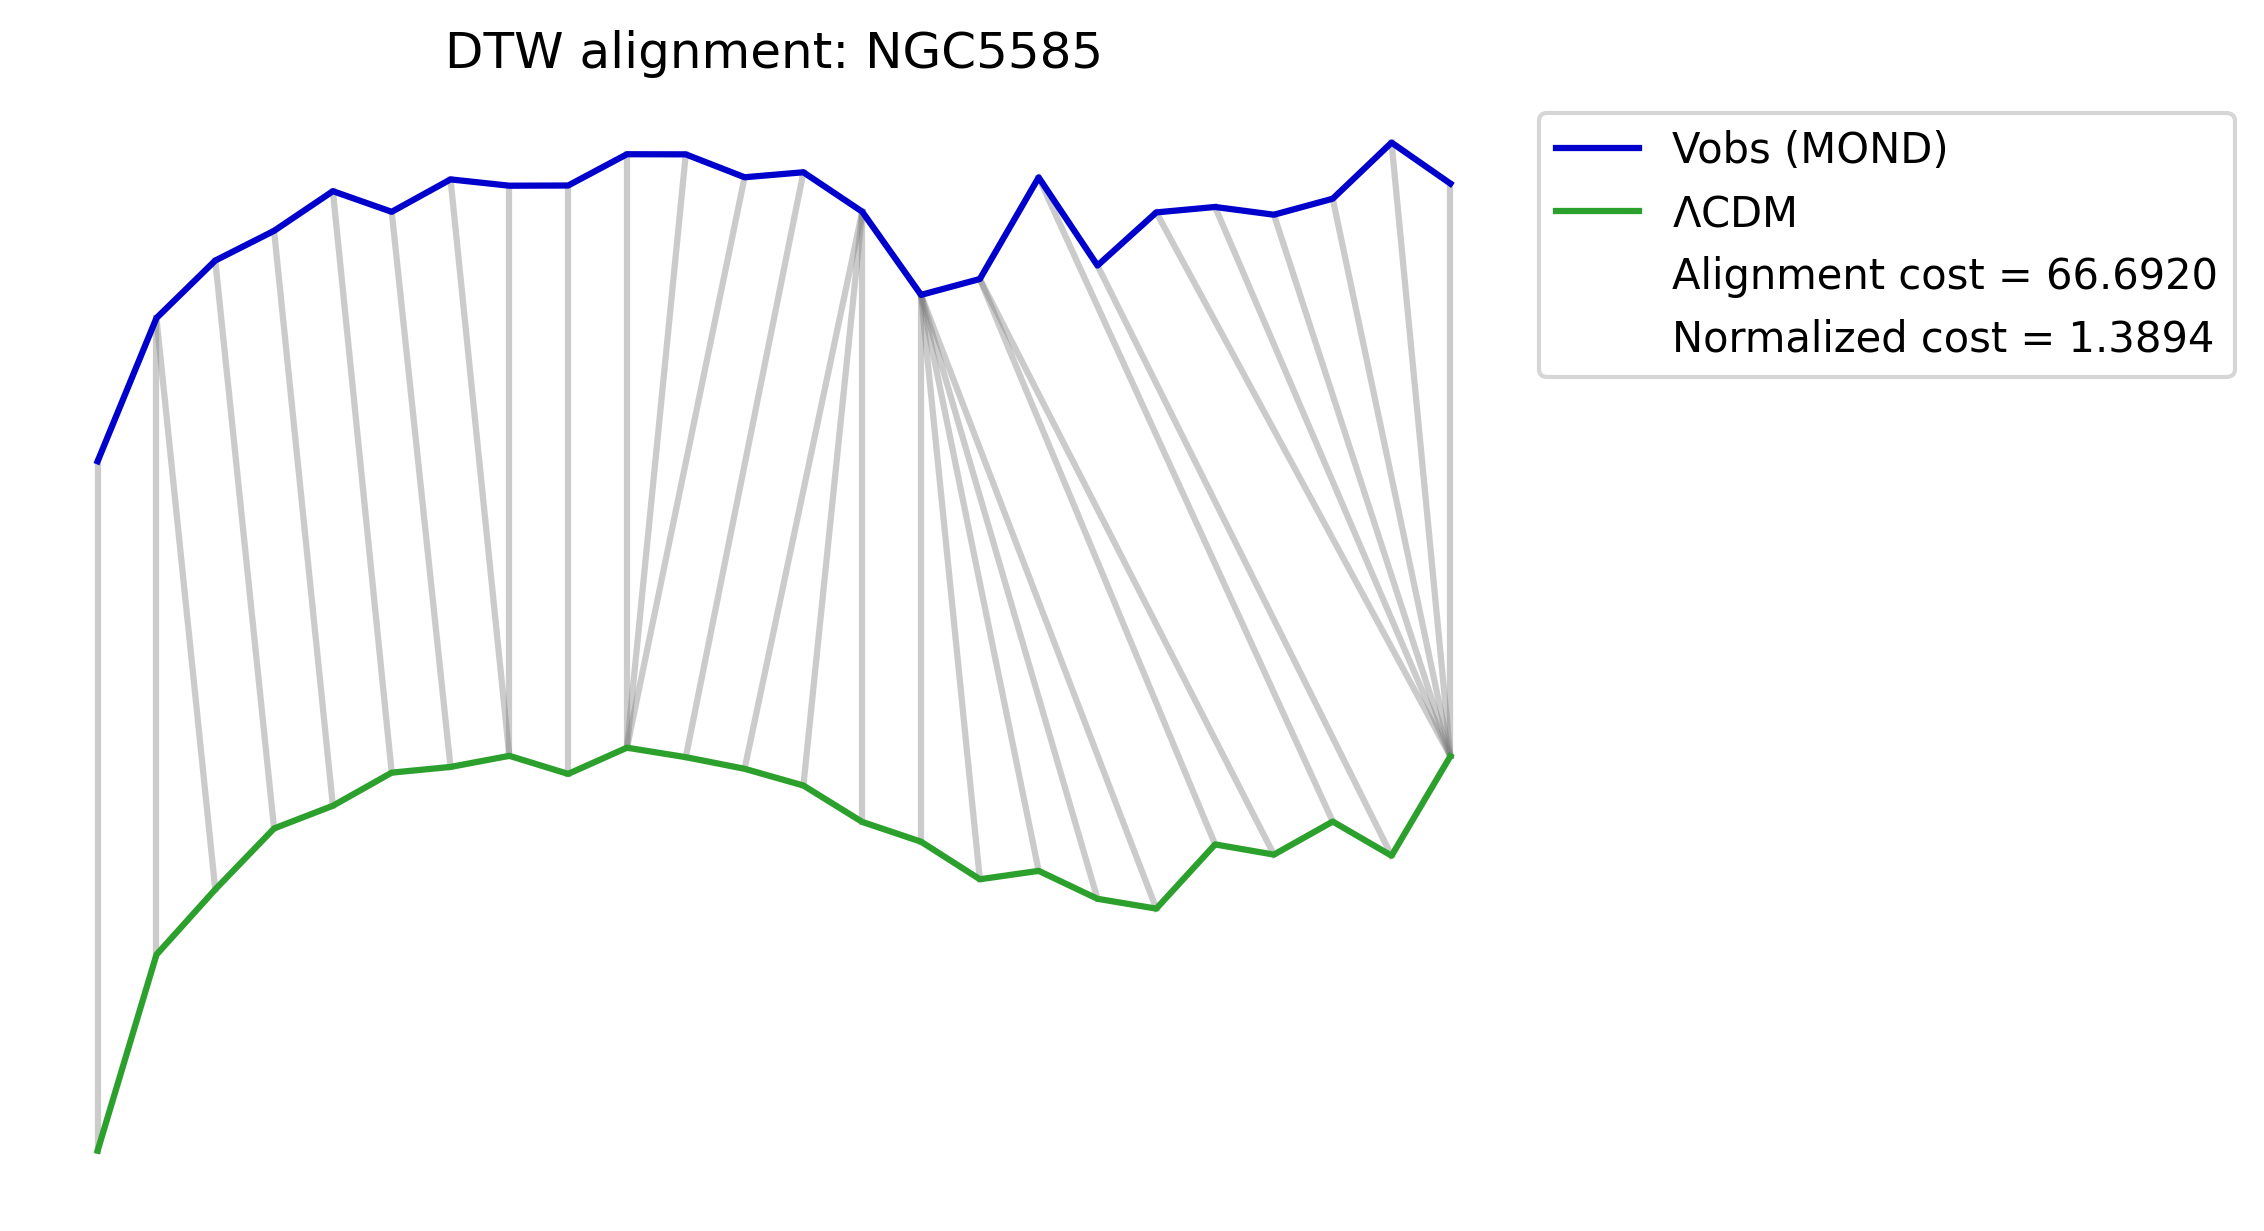 DTW alignment: NGC5585
Vobs (MOND)
ΛCDM
Alignment cost = 66.6920
Normalized cost = 1.3894